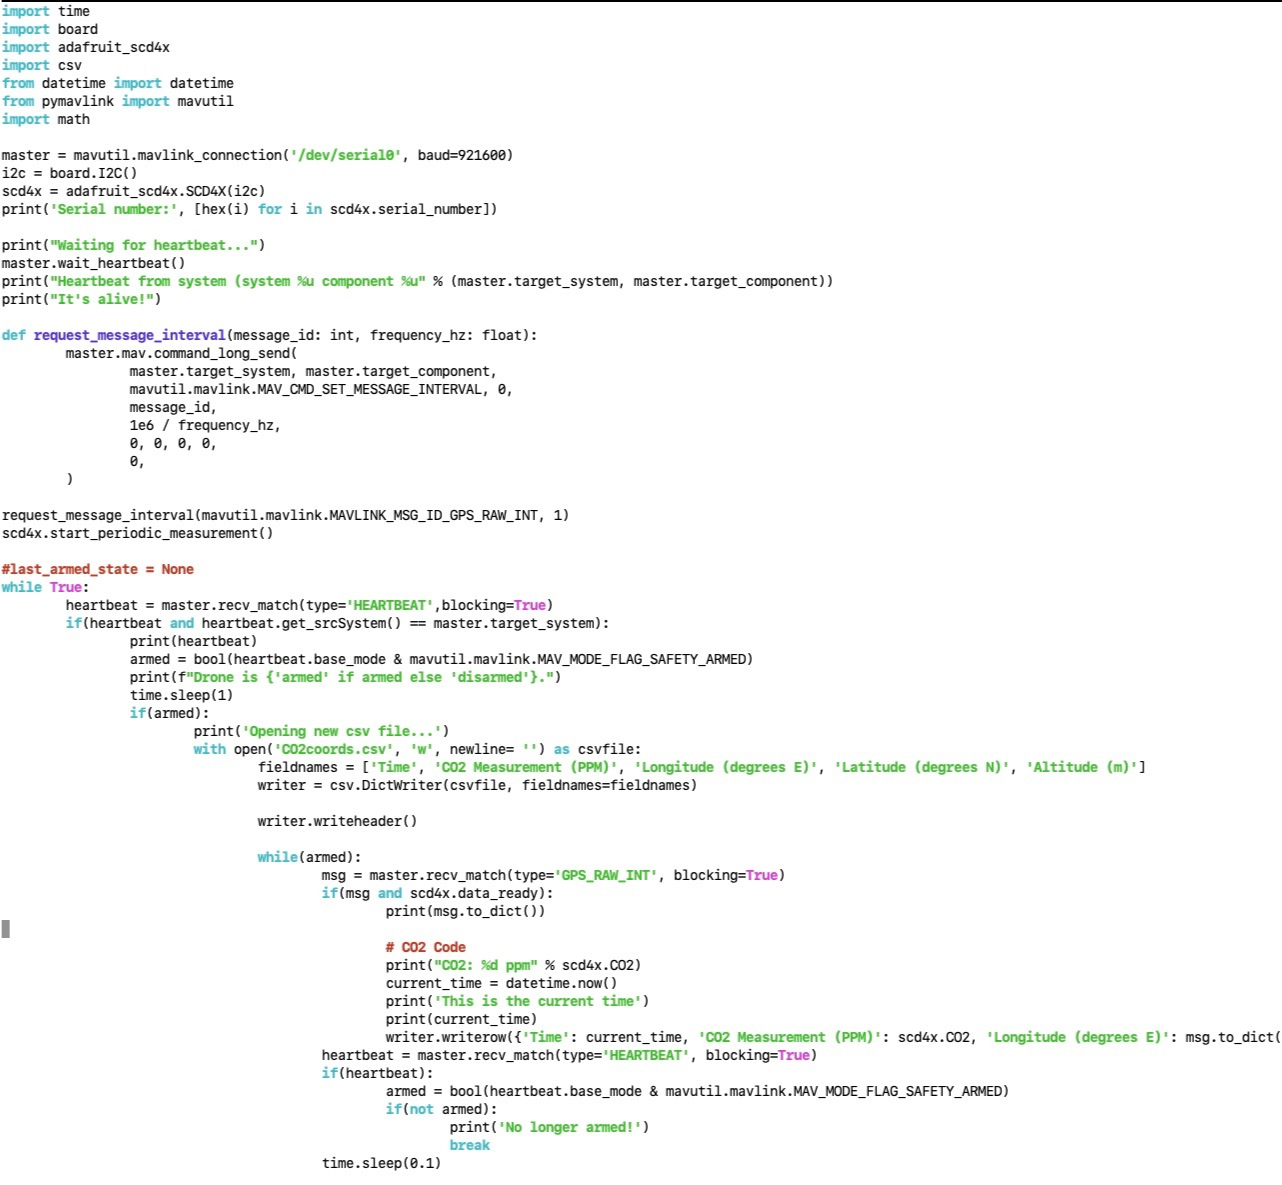 import time
import board
import adafruit_scd4x
import csv
from datetime import datetime
from pymavlink import mavutil
import math

master = mavutil.mavlink_connection('/dev/serial0', baud=921600)
i2c = board.I2C()
scd4x = adafruit_scd4x.SCD4X(i2c)
print('Serial number:', [hex(i) for i in scd4x.serial_number])

print("Waiting for heartbeat...")
master.wait_heartbeat()
print("Heartbeat from system (system %u component %u" % (master.target_system, master.target_component))
print("It's alive!")

def request_message_interval(message_id: int, frequency_hz: float):
        master.mav.command_long_send(
                master.target_system, master.target_component,
                mavutil.mavlink.MAV_CMD_SET_MESSAGE_INTERVAL, 0,
                message_id,
                1e6 / frequency_hz,
                0, 0, 0, 0,
                0,
        )

request_message_interval(mavutil.mavlink.MAVLINK_MSG_ID_GPS_RAW_INT, 1)
scd4x.start_periodic_measurement()

#last_armed_state = None
while True:
        heartbeat = master.recv_match(type='HEARTBEAT',blocking=True)
        if(heartbeat and heartbeat.get_srcSystem() == master.target_system):
                print(heartbeat)
                armed = bool(heartbeat.base_mode & mavutil.mavlink.MAV_MODE_FLAG_SAFETY_ARMED)
                print(f"Drone is {'armed' if armed else 'disarmed'}.")
                time.sleep(1)
                if(armed):
                        print('Opening new csv file...')
                        with open('CO2coords.csv', 'w', newline= '') as csvfile:
                                fieldnames = ['Time', 'CO2 Measurement (PPM)', 'Longitude (degrees E)', 'Latitude (degrees N)', 'Altitude (m)']
                                writer = csv.DictWriter(csvfile, fieldnames=fieldnames)

                                writer.writeheader()

                                while(armed):
                                        msg = master.recv_match(type='GPS_RAW_INT', blocking=True)
                                        if(msg and scd4x.data_ready):
                                                print(msg.to_dict())

                                                # CO2 Code
                                                print("CO2: %d ppm" % scd4x.CO2)
                                                current_time = datetime.now()
                                                print('This is the current time')
                                                print(current_time)
                                                writer.writerow({'Time': current_time, 'CO2 Measurement (PPM)': scd4x.CO2, 'Longitude (degrees E)': msg.to_dict(
                                        heartbeat = master.recv_match(type='HEARTBEAT', blocking=True)
                                        if(heartbeat):
                                                armed = bool(heartbeat.base_mode & mavutil.mavlink.MAV_MODE_FLAG_SAFETY_ARMED)
                                                if(not armed):
                                                        print('No longer armed!')
                                                        break
                                        time.sleep(0.1)